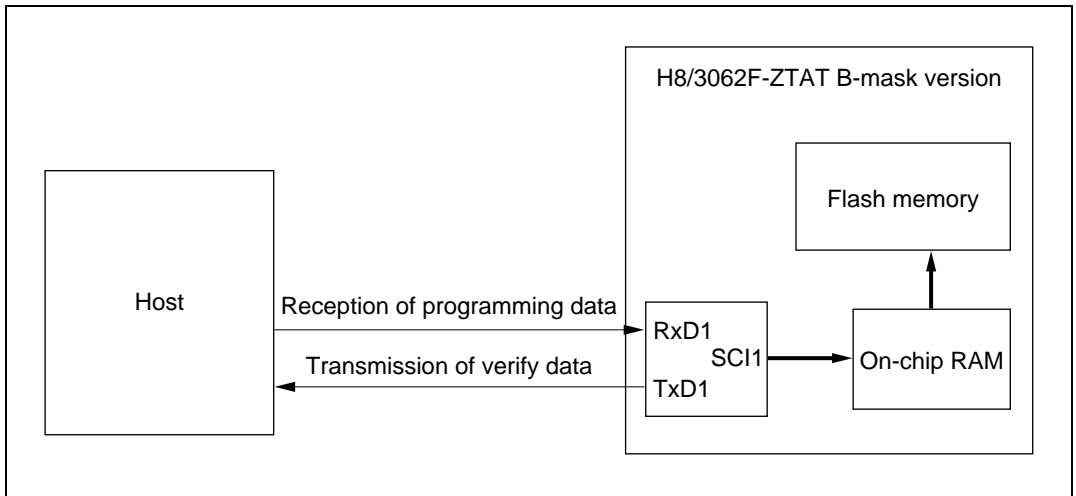 H8/3062F-ZTAT B-mask version
Flash memory
Host
Reception of programming data
Transmission of verify data
RxD1
SCI1
TxD1
On-chip RAM